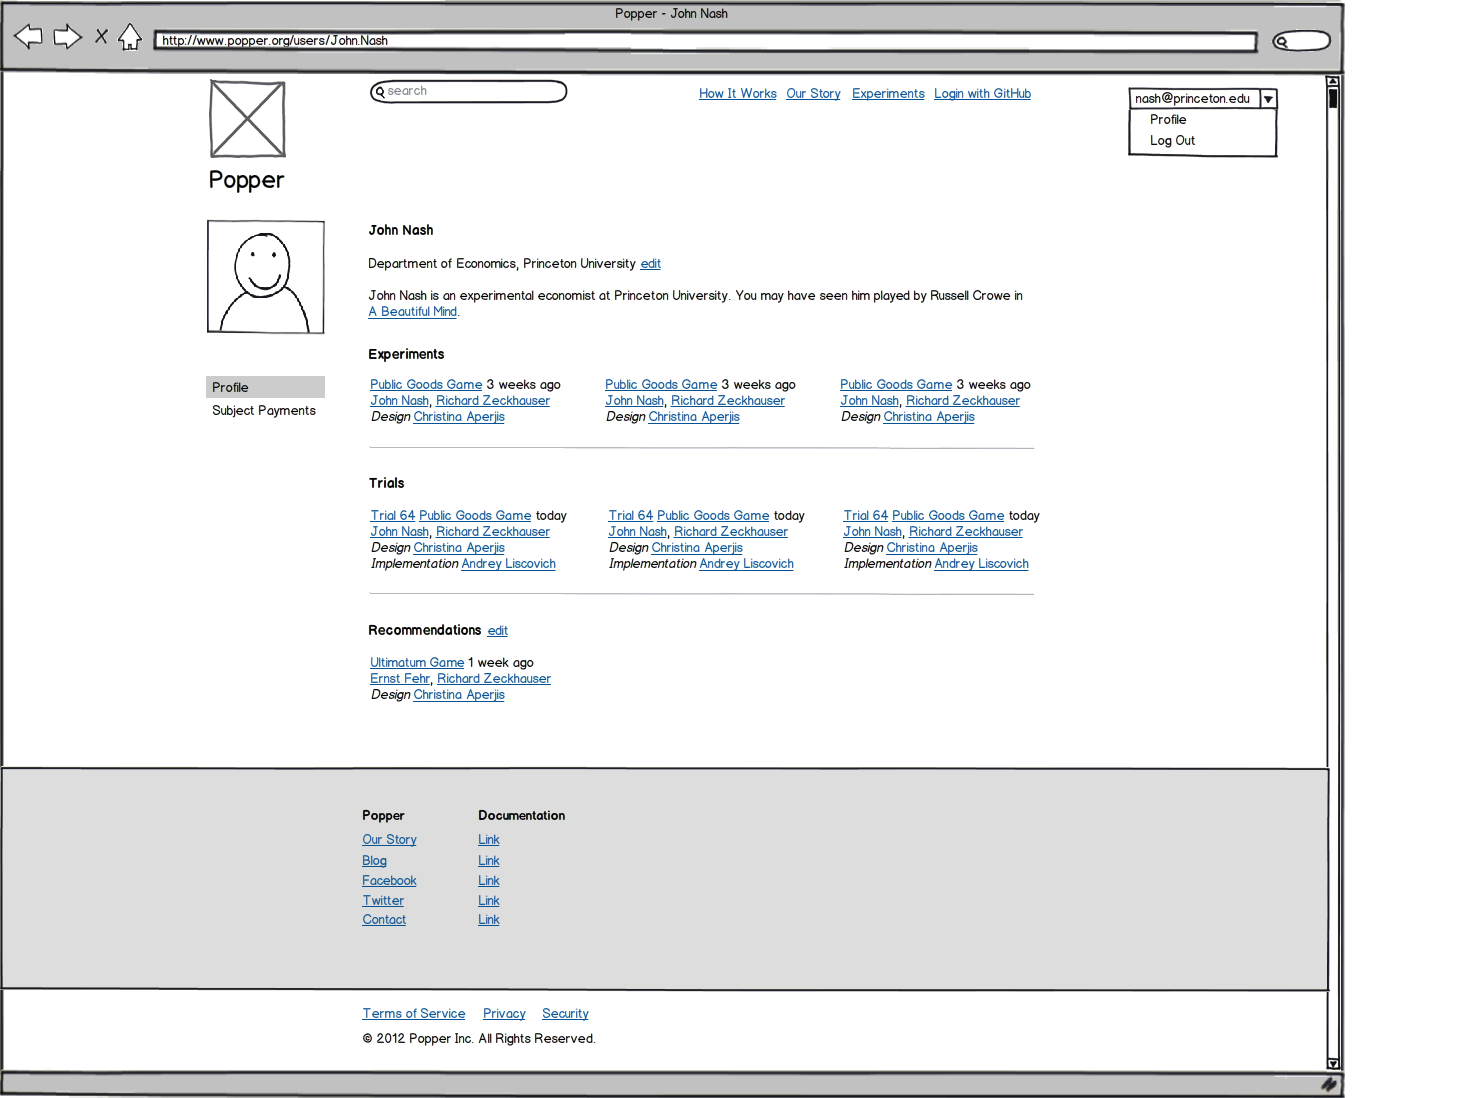 Popper - John Nash
http://www.popper.org/users/John.Nash
search
How It Works Our Story Experiments Login with GitHub
nash@princeton.edu
Profile
Log Out
Popper
John Nash
Department of Economics, Princeton University edit
John Nash is an experimental economist at Princeton University. You may have seen him played by Russell Crowe in
A Beautiful Mind.
Profile
Subject Payments
Experiments
Public Goods Game 3 weeks ago
John Nash, Richard Zeckhauser
Design Christina Aperjis
Public Goods Game 3 weeks ago
John Nash, Richard Zeckhauser
Design Christina Aperjis
Public Goods Game 3 weeks ago
John Nash, Richard Zeckhauser
Design Christina Aperjis
Trials
Trial 64 Public Goods Game today
John Nash, Richard Zeckhauser
Design Christina Aperjis
Implementation Andrey Liscovich
Trial 64 Public Goods Game today
John Nash, Richard Zeckhauser
Design Christina Aperjis
Implementation Andrey Liscovich
Trial 64 Public Goods Game today
John Nash, Richard Zeckhauser
Design Christina Aperjis
Implementation Andrey Liscovich
Recommendations edit
Ultimatum Game 1 week ago
Ernst Fehr, Richard Zeckhauser
Design Christina Aperjis
Popper
Our Story
Blog
Facebook
Twitter
Contact
Documentation
Link
Link
Link
Link
Link
Terms of Service Privacy Security
© 2012 Popper Inc. All Rights Reserved.